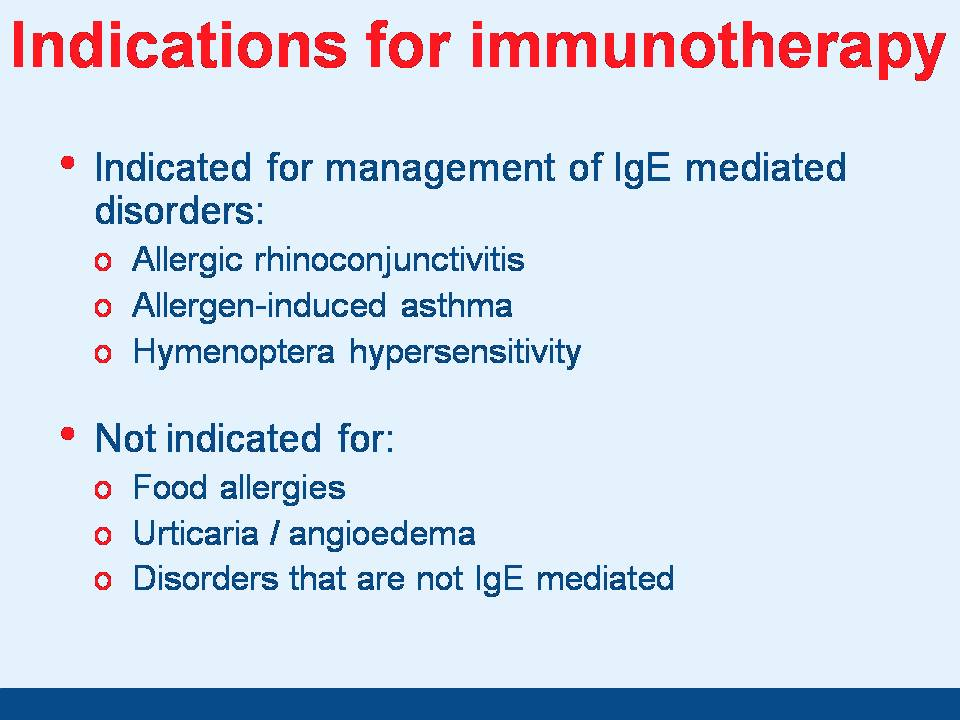 Indications for immunotherapy
• Indicated for management of IgE mediated
disorders:
o Allergic rhinoconjunctivitis
o Allergen-induced asthma
o Hymenoptera hypersensitivity
• Not indicated for:
o Food allergies
o Urticaria / angioedema
o Disorders that are not IgE mediated